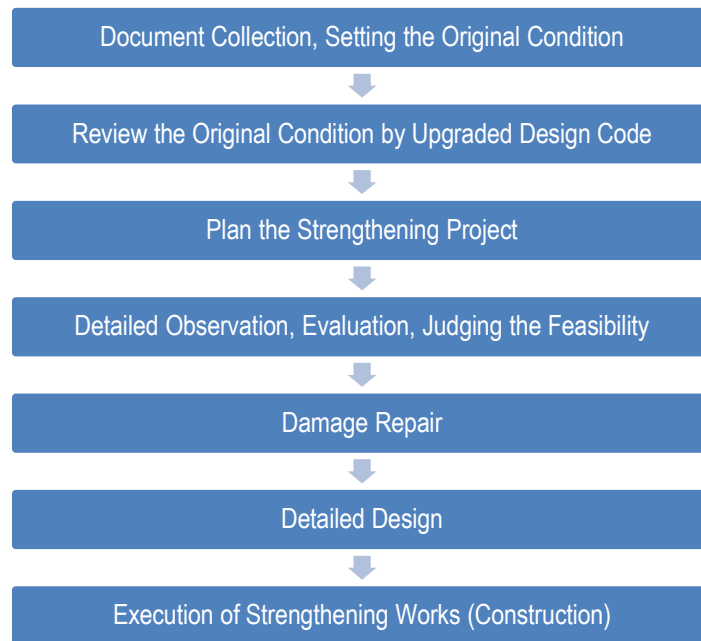 Document Collection, Setting the Original Condition
Review the Original Condition by Upgraded Design Code
Plan the Strengthening Project
Detailed Observation, Evaluation, Judging the Feasibility
Damage Repair
Detailed Design
Execution of Strengthening Works (Construction)